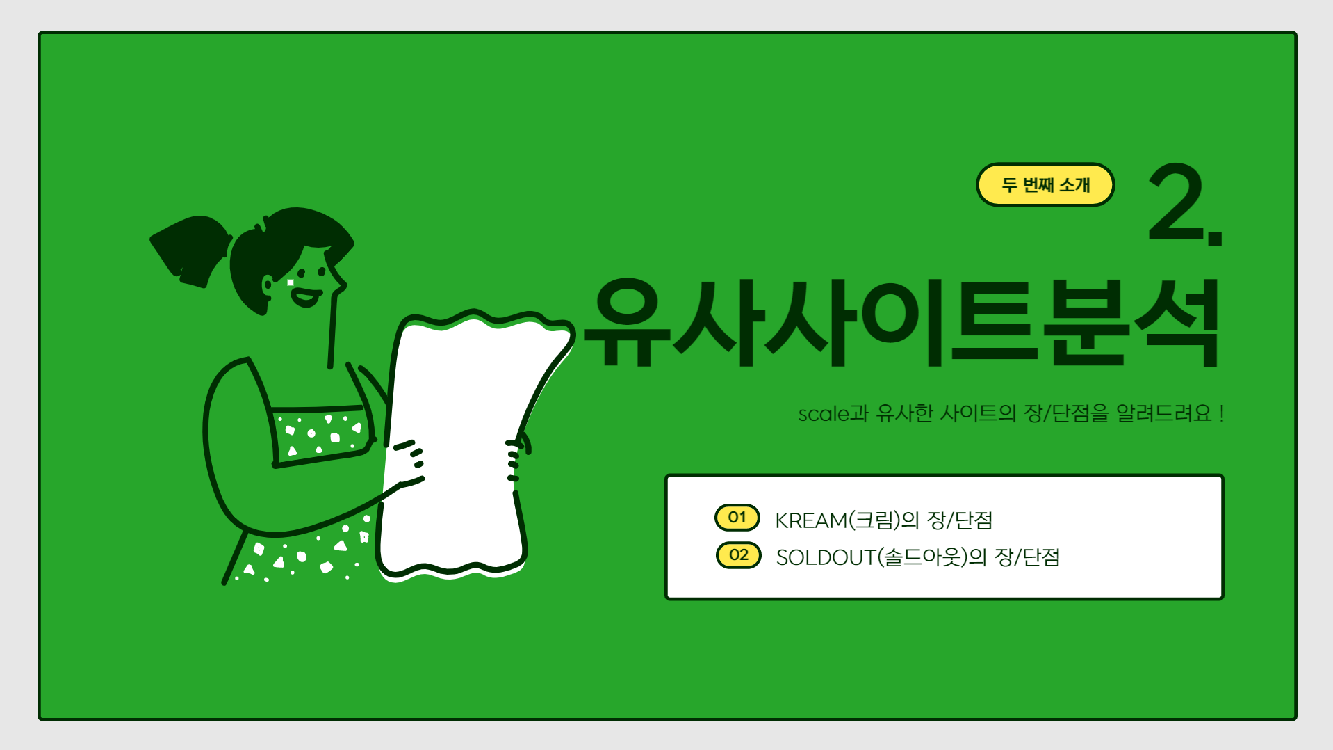 두 번째 소개
2.
유사사이트분석
scale과 유사한 사이트의 장/단점을 알려드려요 !
01 KREAM(크림)의 장/단점
02 SOLDOUT(솔드아웃)의 장/단점